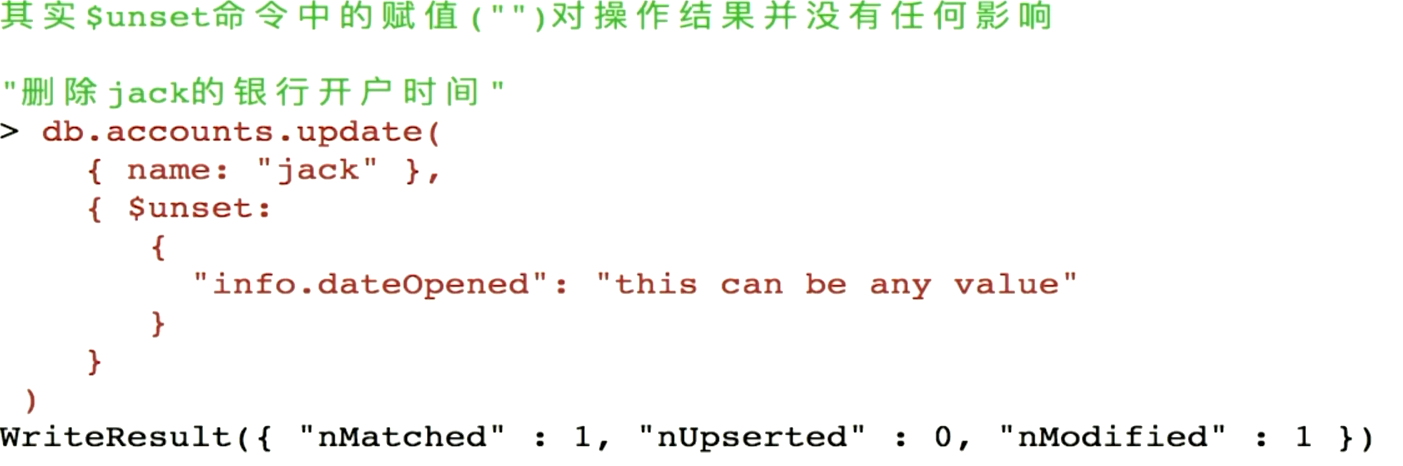 其实$unset命令中的赋值("")对操作结果并没有任何影响
"删除jack的银行开户时间"
> db.accounts.update(
{ name: "jack" },
{ $unset:
{
"info.dateOpened": "this can be any value"
}
}
)
WriteResult({ "nMatched" : 1, "nUpserted" : 0, "nModified" : 1 })